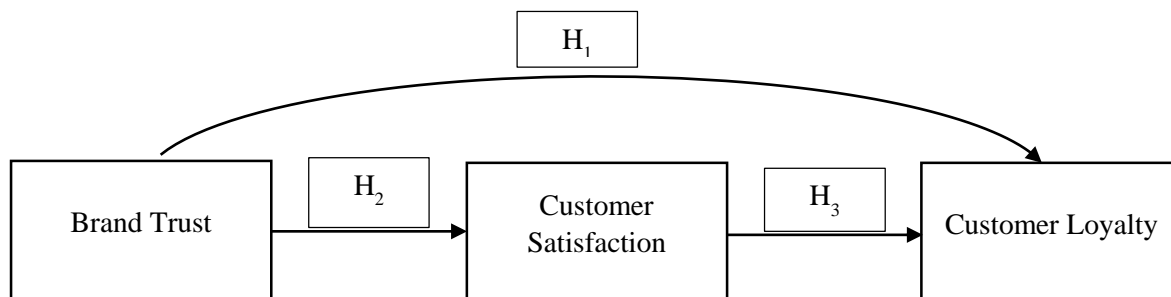 H₁
H₂
H₃
Brand Trust
Customer
Satisfaction
Customer Loyalty